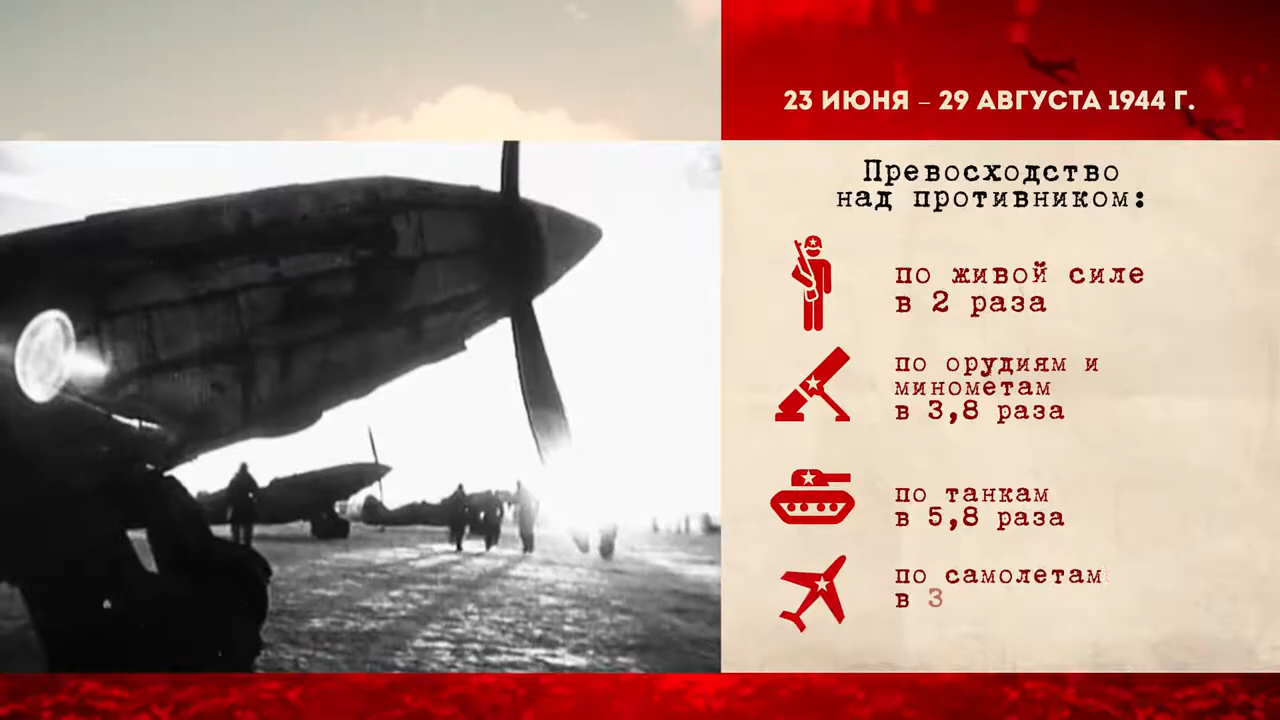 23 ИЮНЯ – 29 АВГУСТА 1944 Г.
Превосходство
над противником:
по живой силе
в 2 раза
по орудиям и
минометам
в 3,8 раза
по танкам
в 5,8 раза
по самолетам
в 3